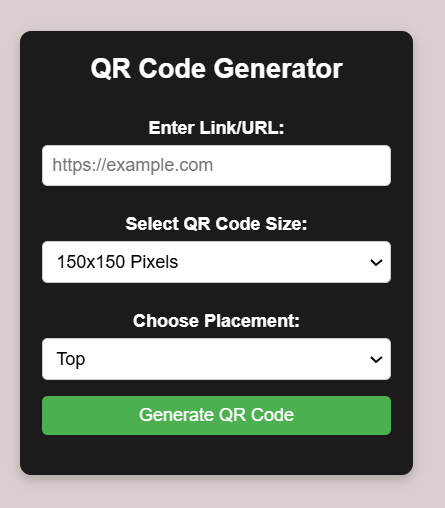 QR Code Generator
Enter Link/URL:
https://example.com
Select QR Code Size:
150x150 Pixels
Choose Placement:
Top
Generate QR Code